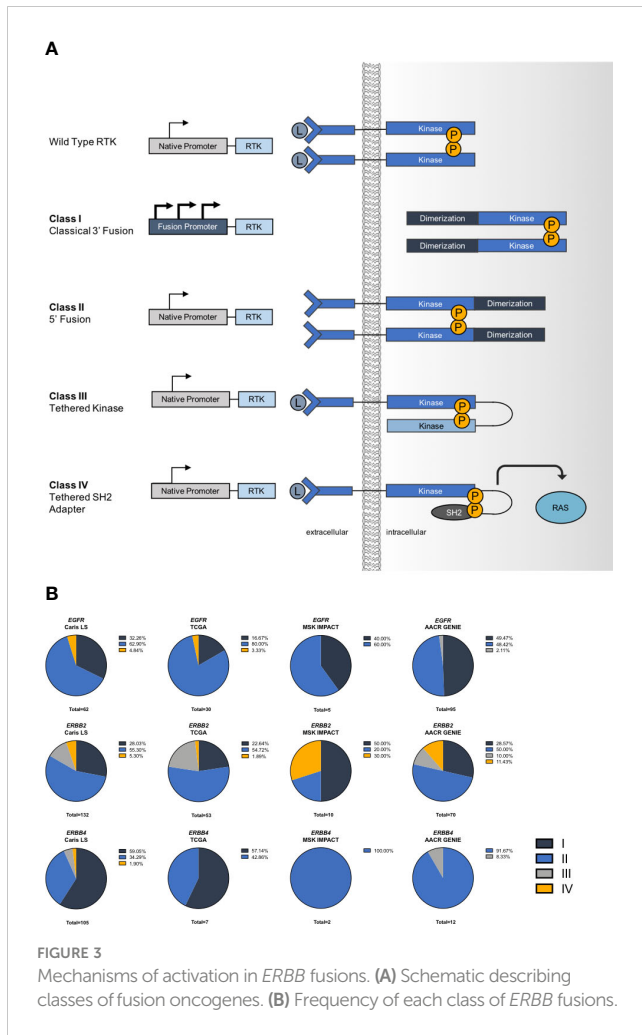 A
Wild Type RTK
Native Promoter
RTK
L
Kinase
P
P
Kinase
Class I
Classical 3' Fusion
Fusion Promoter
RTK
Dimerization
Kinase
P
P
Dimerization
Kinase
Class II
5' Fusion
Native Promoter
RTK
Kinase
Dimerization
P
P
Kinase
Dimerization
Class III
Tethered Kinase
Native Promoter
RTK
L
Kinase
P
P
Kinase
Class IV
Tethered SH2
Adapter
Native Promoter
RTK
L
Kinase
P
P
SH2
RAS
extracellular
intracellular
B
EGFR
Caris LS
32.26%
62.90%
4.84%
Total=62
EGFR
TCGA
16.67%
80.00%
3.33%
Total=30
EGFR
MSK IMPACT
40.00%
60.00%
Total=5
EGFR
AACR GENIE
49.47%
48.42%
2.11%
Total=95
ERBB2
Caris LS
28.03%
55.30%
5.30%
Total=132
ERBB2
TCGA
22.64%
54.72%
1.89%
Total=53
ERBB2
MSK IMPACT
50.00%
20.00%
30.00%
Total=10
ERBB2
AACR GENIE
28.57%
50.00%
10.00%
11.43%
Total=70
ERBB4
Caris LS
59.05%
34.29%
1.90%
Total=105
ERBB4
TCGA
57.14%
42.86%
Total=7
ERBB4
MSK IMPACT
100.00%
Total=2
ERBB4
AACR GENIE
91.67%
8.33%
Total=12
I
II
III
IV
FIGURE 3
Mechanisms of activation in ERBB fusions. (A) Schematic describing
classes of fusion oncogenes. (B) Frequency of each class of ERBB fusions.